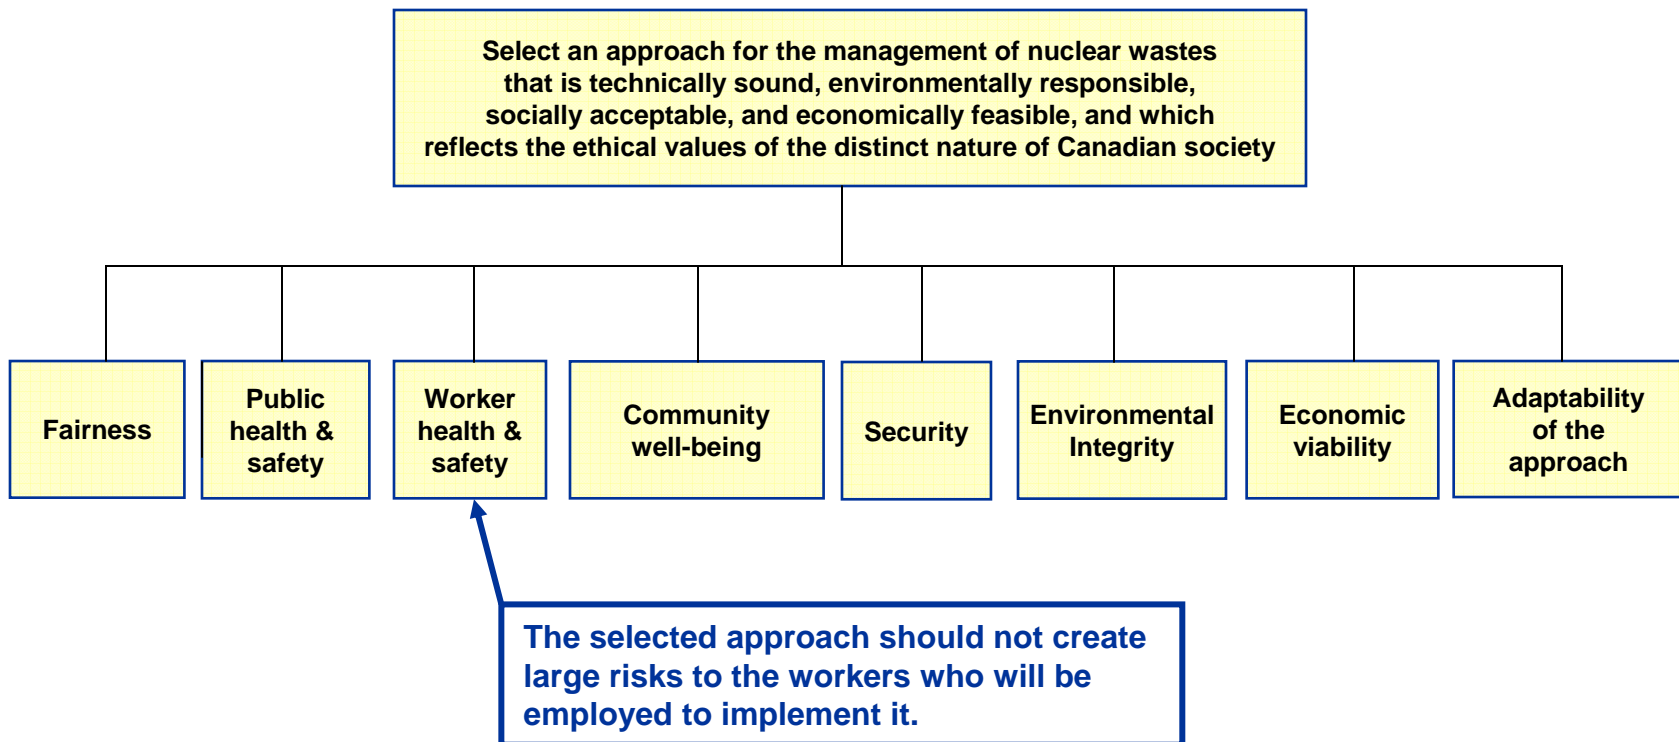 Select an approach for the management of nuclear wastes
that is technically sound, environmentally responsible,
socially acceptable, and economically feasible, and which
reflects the ethical values of the distinct nature of Canadian society
Fairness
Public
health &
safety
Worker
health &
safety
Community
well-being
Security
Environmental
Integrity
Economic
viability
Adaptability
of the
approach
The selected approach should not create
large risks to the workers who will be
employed to implement it.